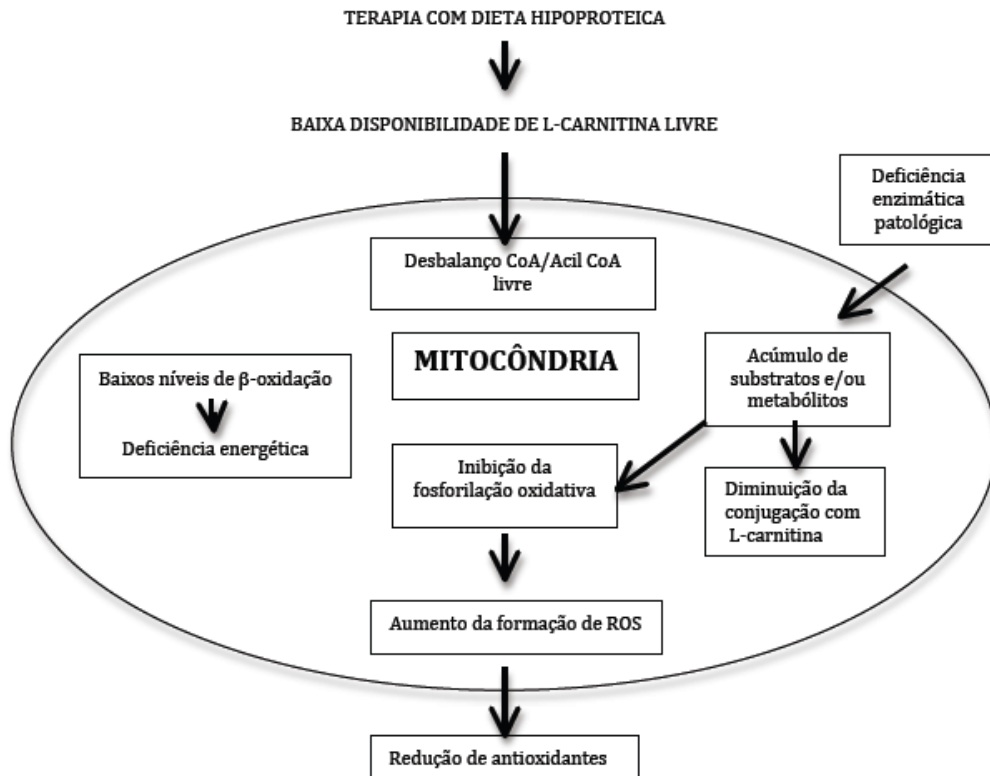 TERAPIA COM DIETA HIPOPROTEICA
BAIXA DISPONIBILIDADE DE L-CARNITINA LIVRE
Deficiência
enzimática
patológica
Desbalanço CoA/Acil CoA
livre
MITOCÔNDRIA
Baixos níveis de β-oxidação
Deficiência energética
Acúmulo de
substratos e/ou
metabólitos
Inibição da
fosforilação oxidativa
Diminuição da
conjugação com
L-carnitina
Aumento da formação de ROS
Redução de antioxidantes